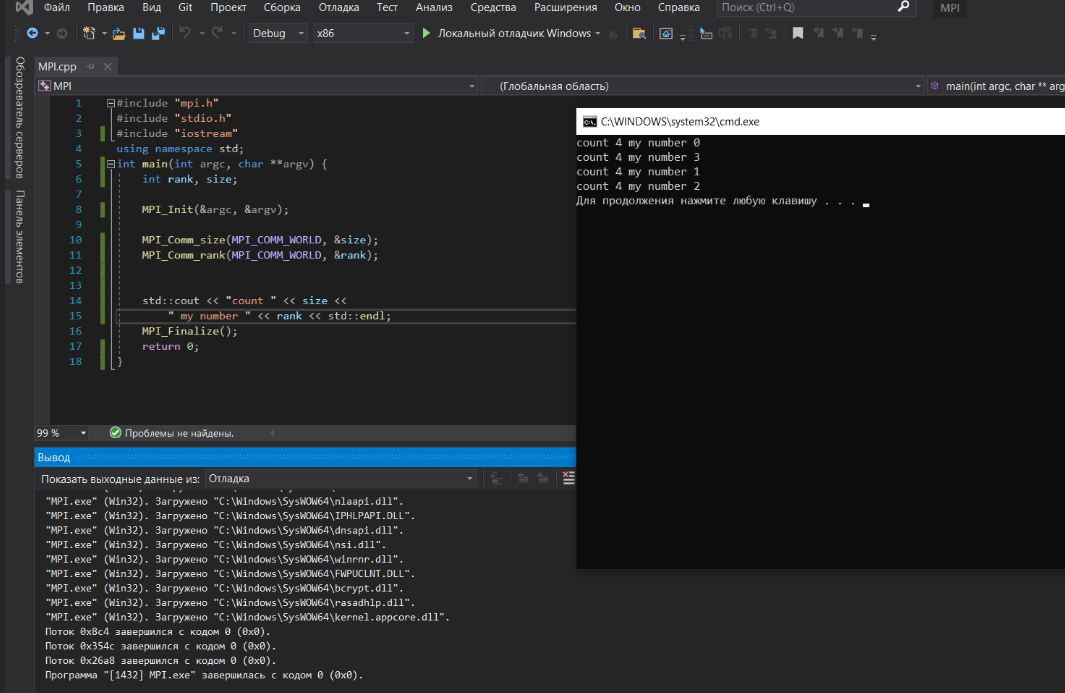 Файл Правка Вид Git Проект Сборка Отладка Тест Анализ Средства Расширения Окно Справка Поиск (Ctrl+Q) MPI
Debug x86 Локальный отладчик Windows
Обозреватель серверов
Панель элементов
MPI.cpp
MPI (Глобальная область) main(int argc, char ** arg
1 #include "mpi.h"
2 #include "stdio.h"
3 #include "iostream"
4 using namespace std;
5 int main(int argc, char **argv) {
6 int rank, size;
7
8 MPI_Init(&argc, &argv);
9
10 MPI_Comm_size(MPI_COMM_WORLD, &size);
11 MPI_Comm_rank(MPI_COMM_WORLD, &rank);
12
13
14 std::cout << "count " << size <<
15 " my number " << rank << std::endl;
16 MPI_Finalize();
17 return 0;
18 }
C:\WINDOWS\system32\cmd.exe
count 4 my number 0
count 4 my number 3
count 4 my number 1
count 4 my number 2
Для продолжения нажмите любую клавишу . . .
99 % Проблемы не найдены.
Вывод
Показать выходные данные из: Отладка
"MPI.exe" (Win32). Загружено "C:\Windows\SysWOW64\nlaapi.dll".
"MPI.exe" (Win32). Загружено "C:\Windows\SysWOW64\IPHLPAPI.DLL".
"MPI.exe" (Win32). Загружено "C:\Windows\SysWOW64\dnsapi.dll".
"MPI.exe" (Win32). Загружено "C:\Windows\SysWOW64\nsi.dll".
"MPI.exe" (Win32). Загружено "C:\Windows\SysWOW64\winrnr.dll".
"MPI.exe" (Win32). Загружено "C:\Windows\SysWOW64\FWPUCLNT.DLL".
"MPI.exe" (Win32). Загружено "C:\Windows\SysWOW64\bcrypt.dll".
"MPI.exe" (Win32). Загружено "C:\Windows\SysWOW64\rasadhlp.dll".
"MPI.exe" (Win32). Загружено "C:\Windows\SysWOW64\kernel.appcore.dll".
Поток 0x8c4 завершился с кодом 0 (0x0).
Поток 0x354c завершился с кодом 0 (0x0).
Поток 0x26a8 завершился с кодом 0 (0x0).
Программа "[1432] MPI.exe" завершилась с кодом 0 (0x0).